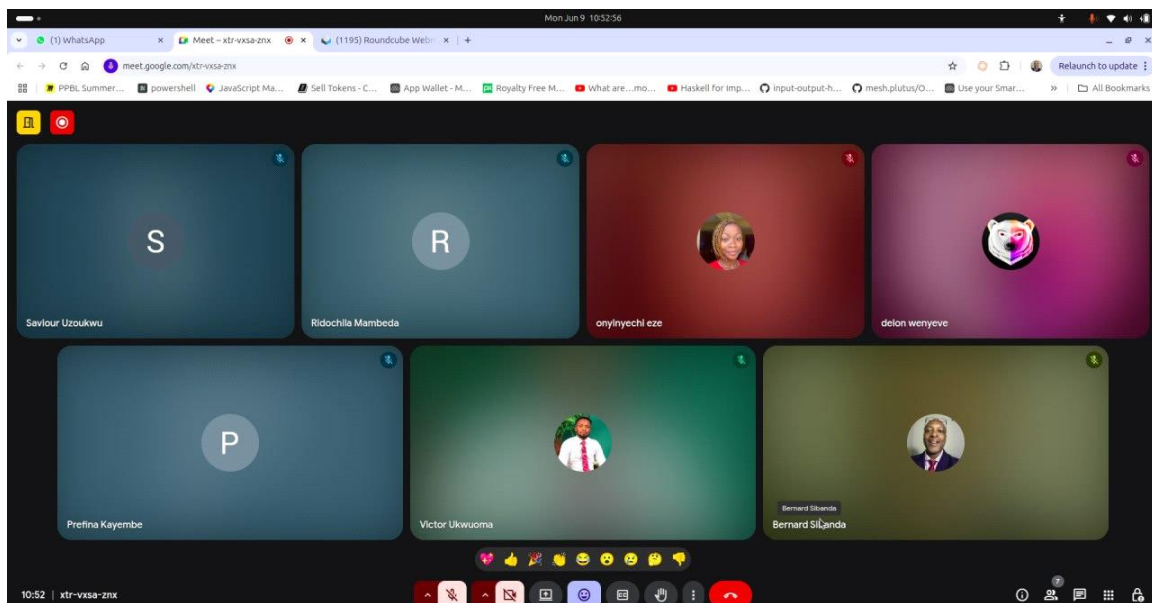 Mon Jun 9 10:52:56
(1) WhatsApp
Meet – xtr-vxsa-znx
(1195) Roundcube Webm
meet.google.com/xtr-vxsa-znx
Relaunch to update
PPBL Summer...
powershell
JavaScript Ma...
Sell Tokens - C...
App Wallet - M...
Royalty Free M...
What are...mo...
Haskell for Imp...
input-output-h...
mesh.plutus/O...
Use your Smar...
»
All Bookmarks
S
Saviour Uzoukwu
R
Ridochila Mambeda
onyinyechi eze
delon wenyeve
P
Prefina Kayembe
Victor Ukwuoma
Bernard Sibanda
Bernard Sibanda
10:52 | xtr-vxsa-znx
CC
7